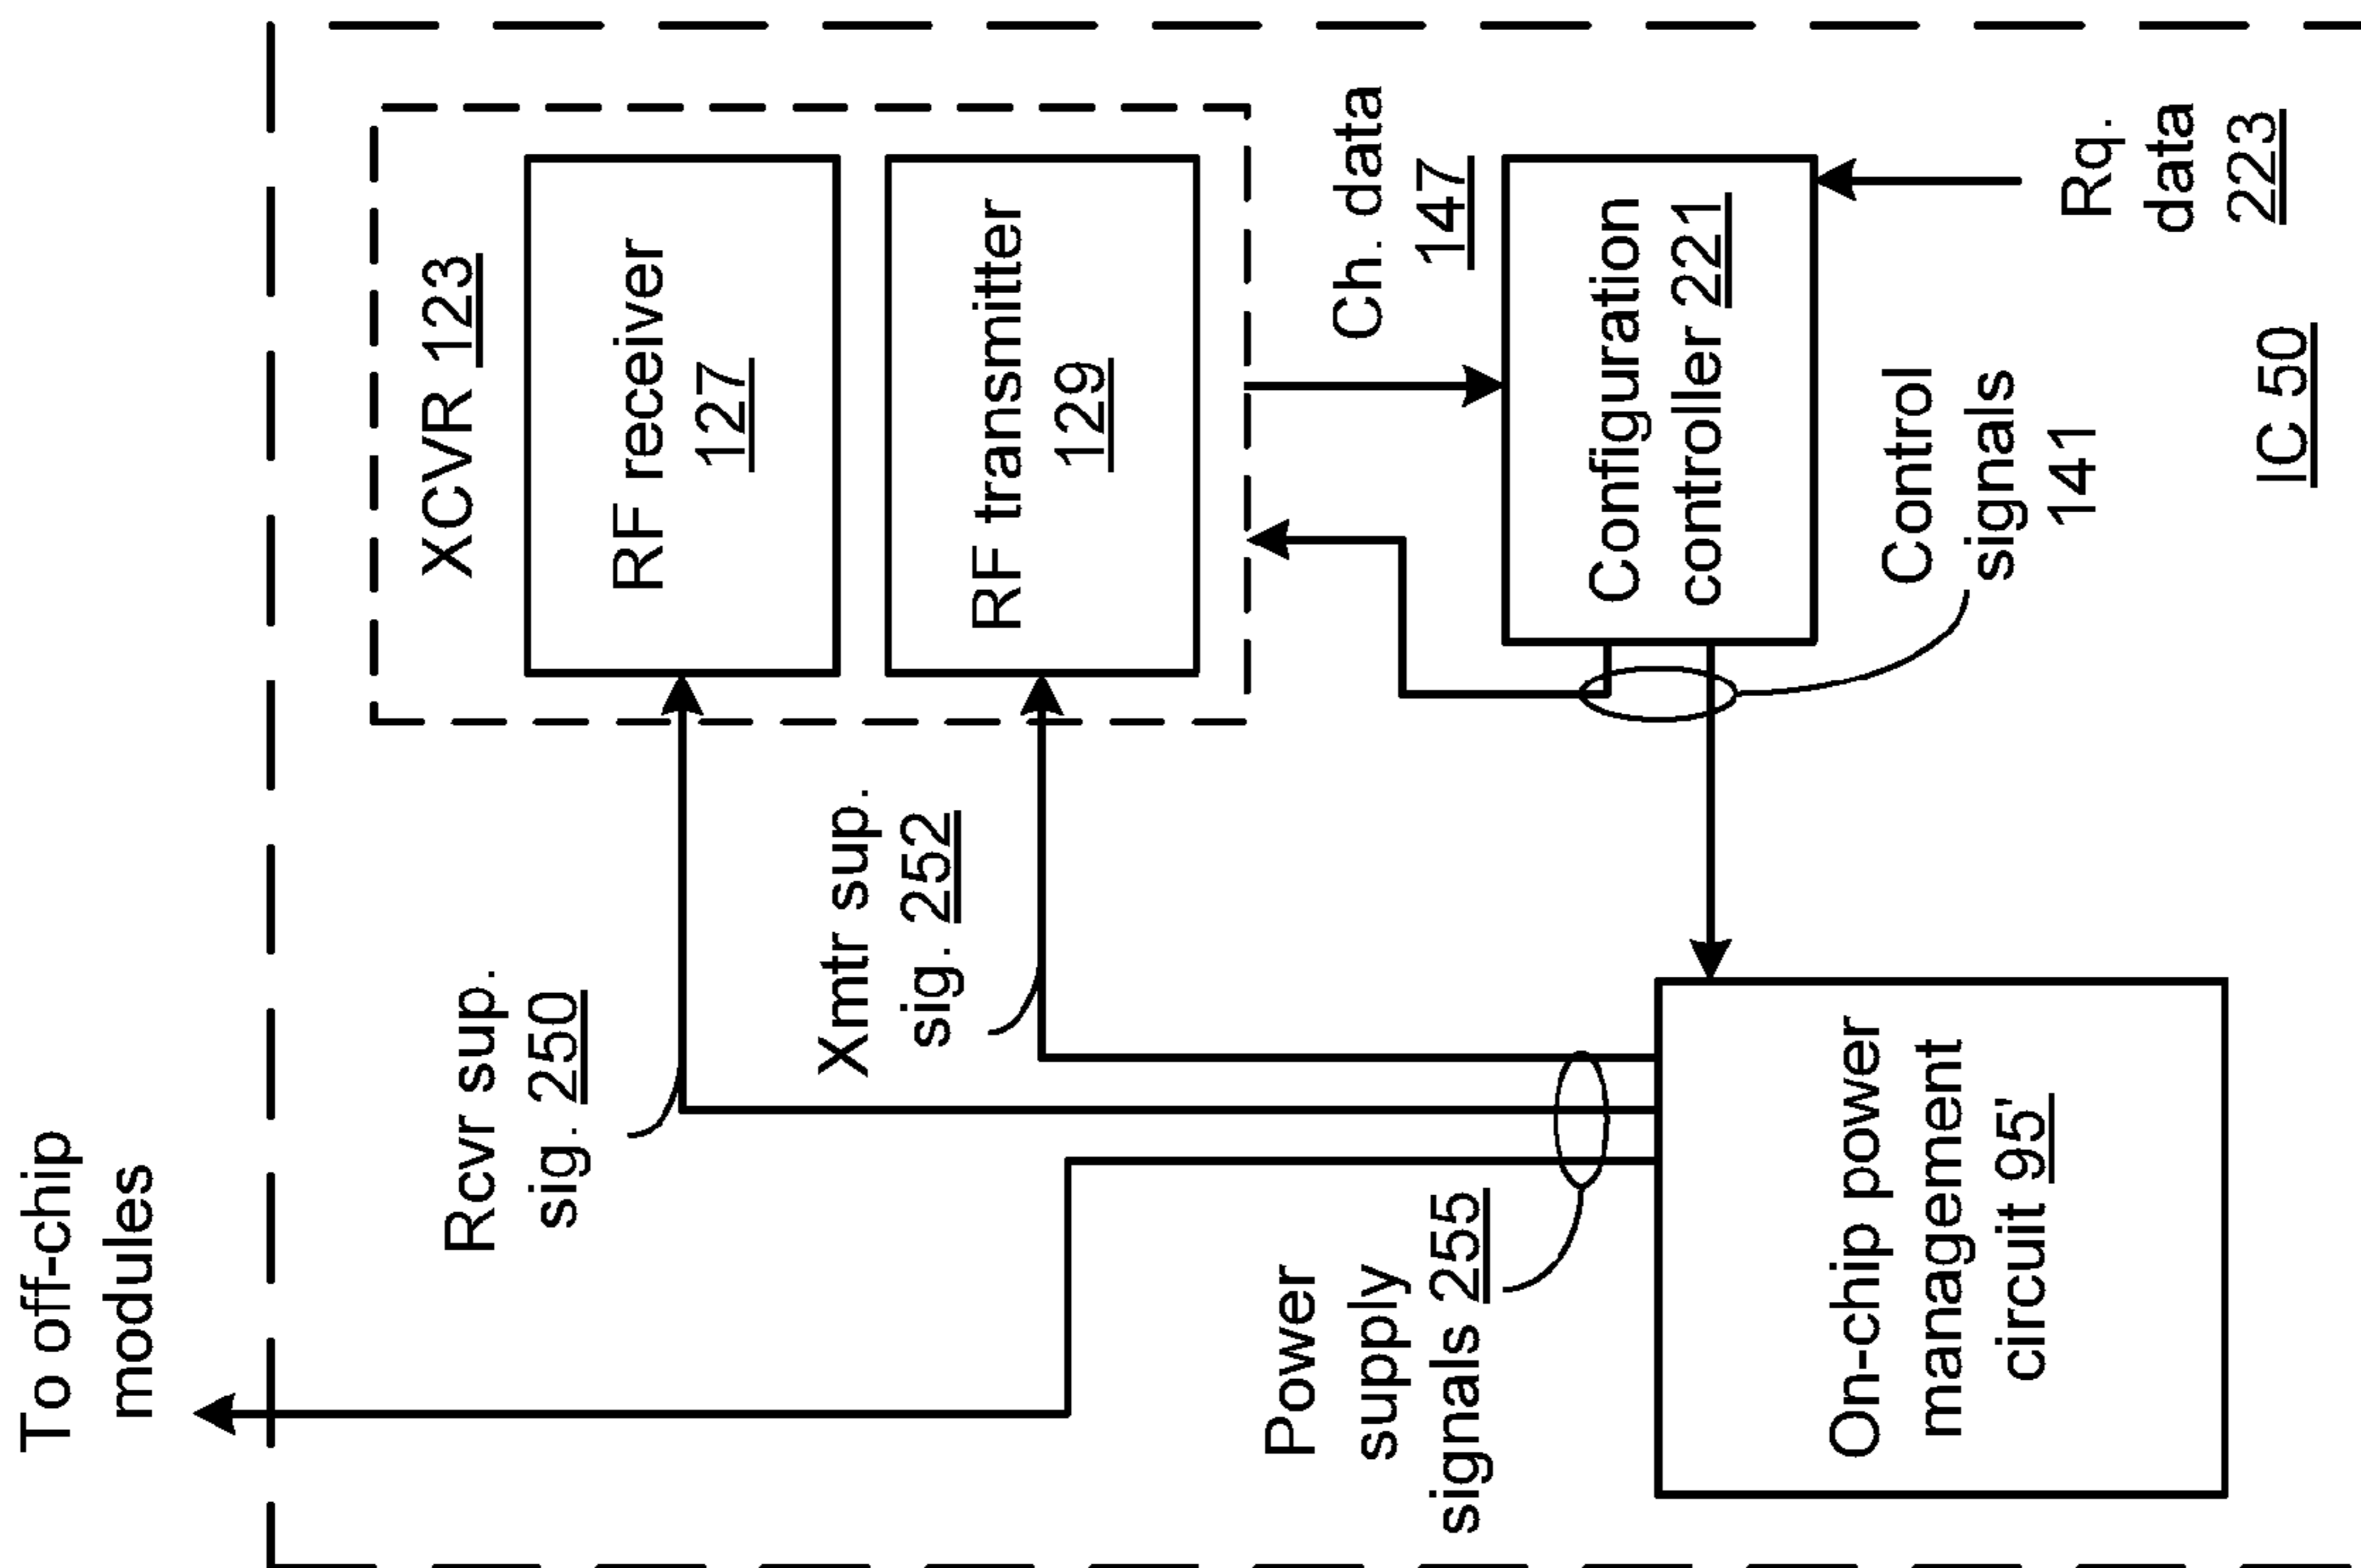 To off-chip
modules
XCVR 123
RF receiver
127
RF transmitter
129
Rcvr sup.
sig. 250
Xmtr sup.
sig. 252
Ch. data
147
Power
supply
signals 255
Configuration
controller 221
Control
signals
141
On-chip power
management
circuit 95'
Rq.
data
223
IC 50